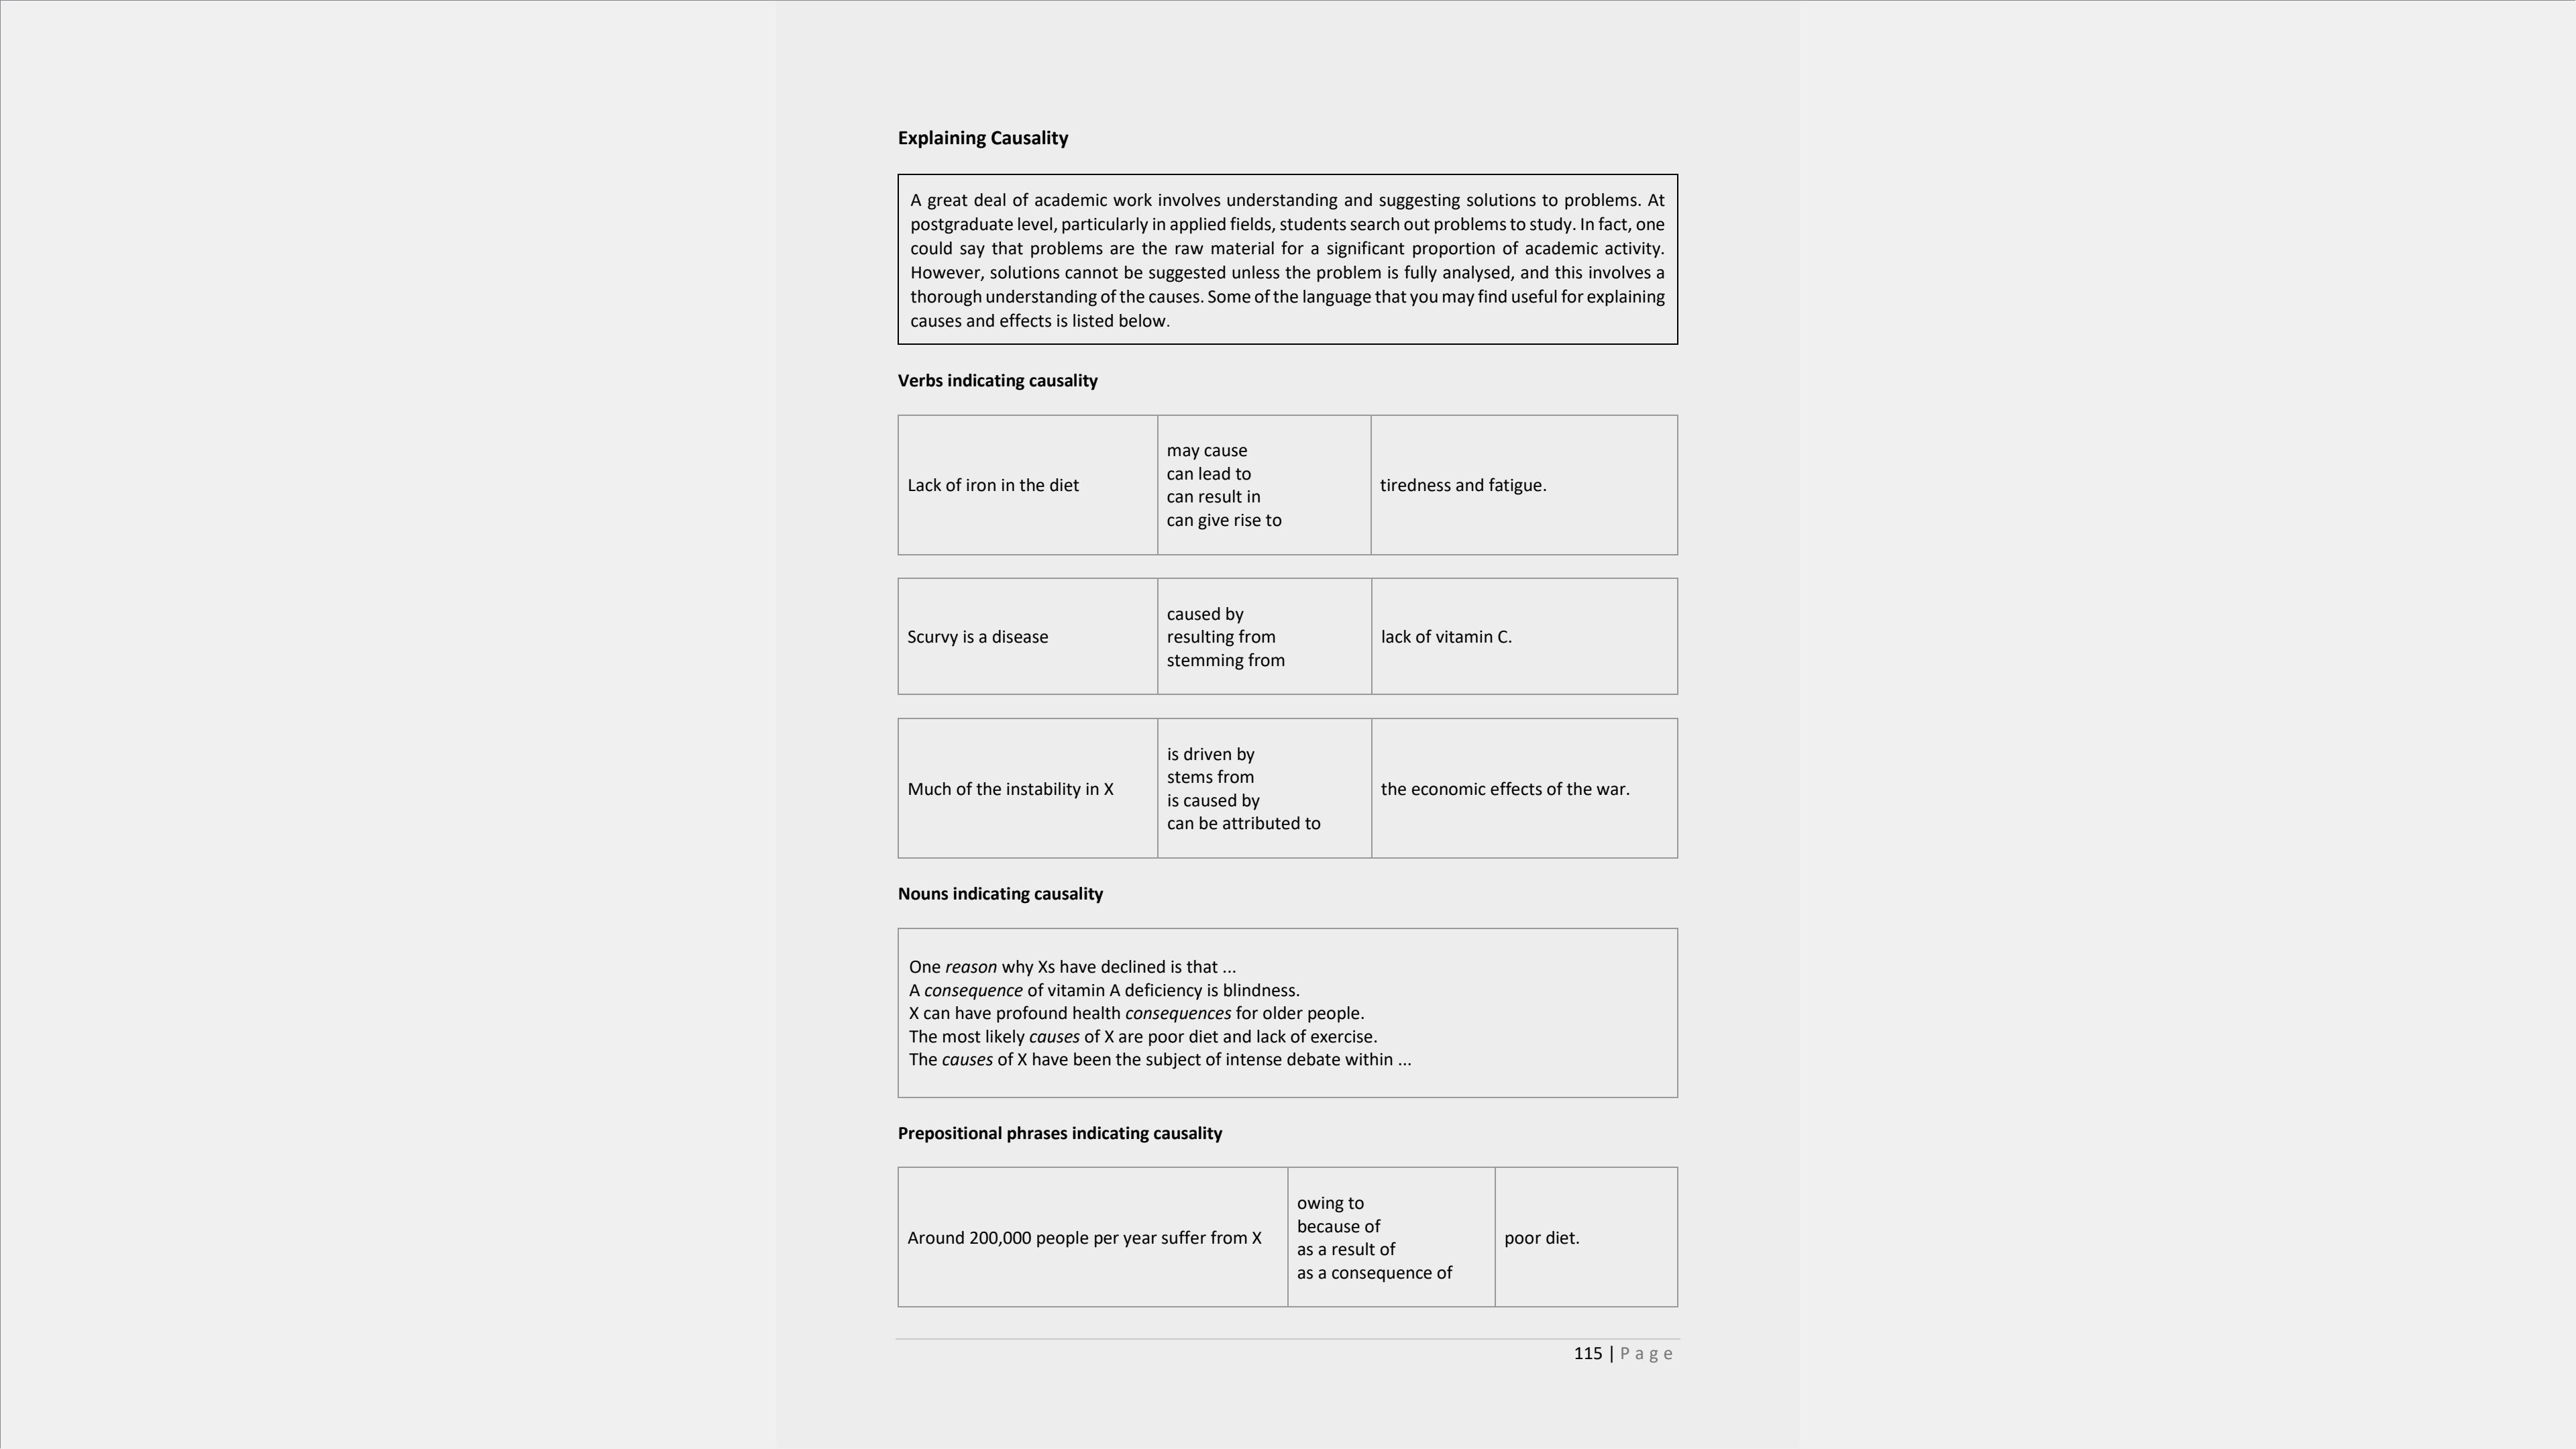 Explaining Causality
A great deal of academic work involves understanding and suggesting solutions to problems. At
postgraduate level, particularly in applied fields, students search out problems to study. In fact, one
could say that problems are the raw material for a significant proportion of academic activity.
However, solutions cannot be suggested unless the problem is fully analysed, and this involves a
thorough understanding of the causes. Some of the language that you may find useful for explaining
causes and effects is listed below.
Verbs indicating causality
Lack of iron in the diet
may cause
can lead to
can result in
can give rise to
tiredness and fatigue.
Scurvy is a disease
caused by
resulting from
stemming from
lack of vitamin C.
Much of the instability in X
is driven by
stems from
is caused by
can be attributed to
the economic effects of the war.
Nouns indicating causality
One reason why Xs have declined is that ...
A consequence of vitamin A deficiency is blindness.
X can have profound health consequences for older people.
The most likely causes of X are poor diet and lack of exercise.
The causes of X have been the subject of intense debate within ...
Prepositional phrases indicating causality
Around 200,000 people per year suffer from X
owing to
because of
as a result of
as a consequence of
poor diet.
115 | Page